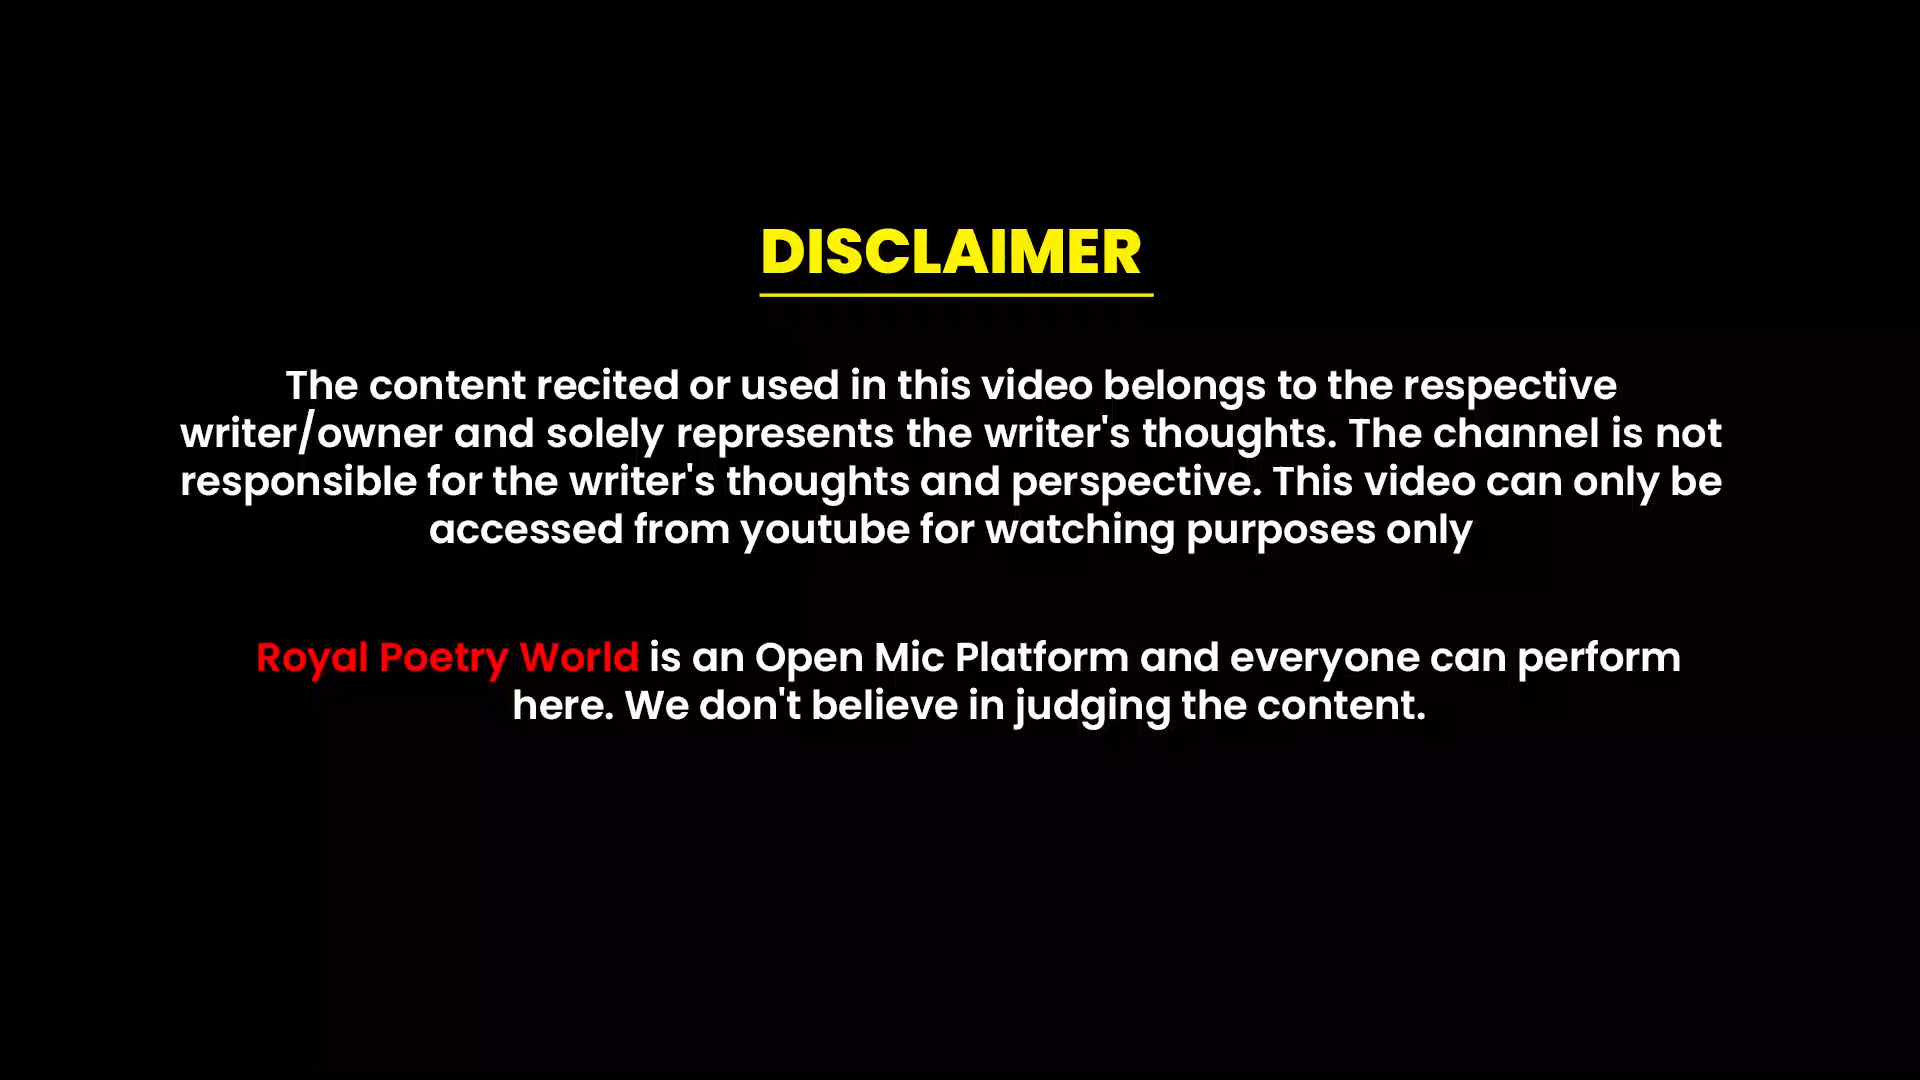 DISCLAIMER
The content recited or used in this video belongs to the respective
writer/owner and solely represents the writer's thoughts. The channel is not
responsible for the writer's thoughts and perspective. This video can only be
accessed from youtube for watching purposes only
Royal Poetry World is an Open Mic Platform and everyone can perform
here. We don't believe in judging the content.